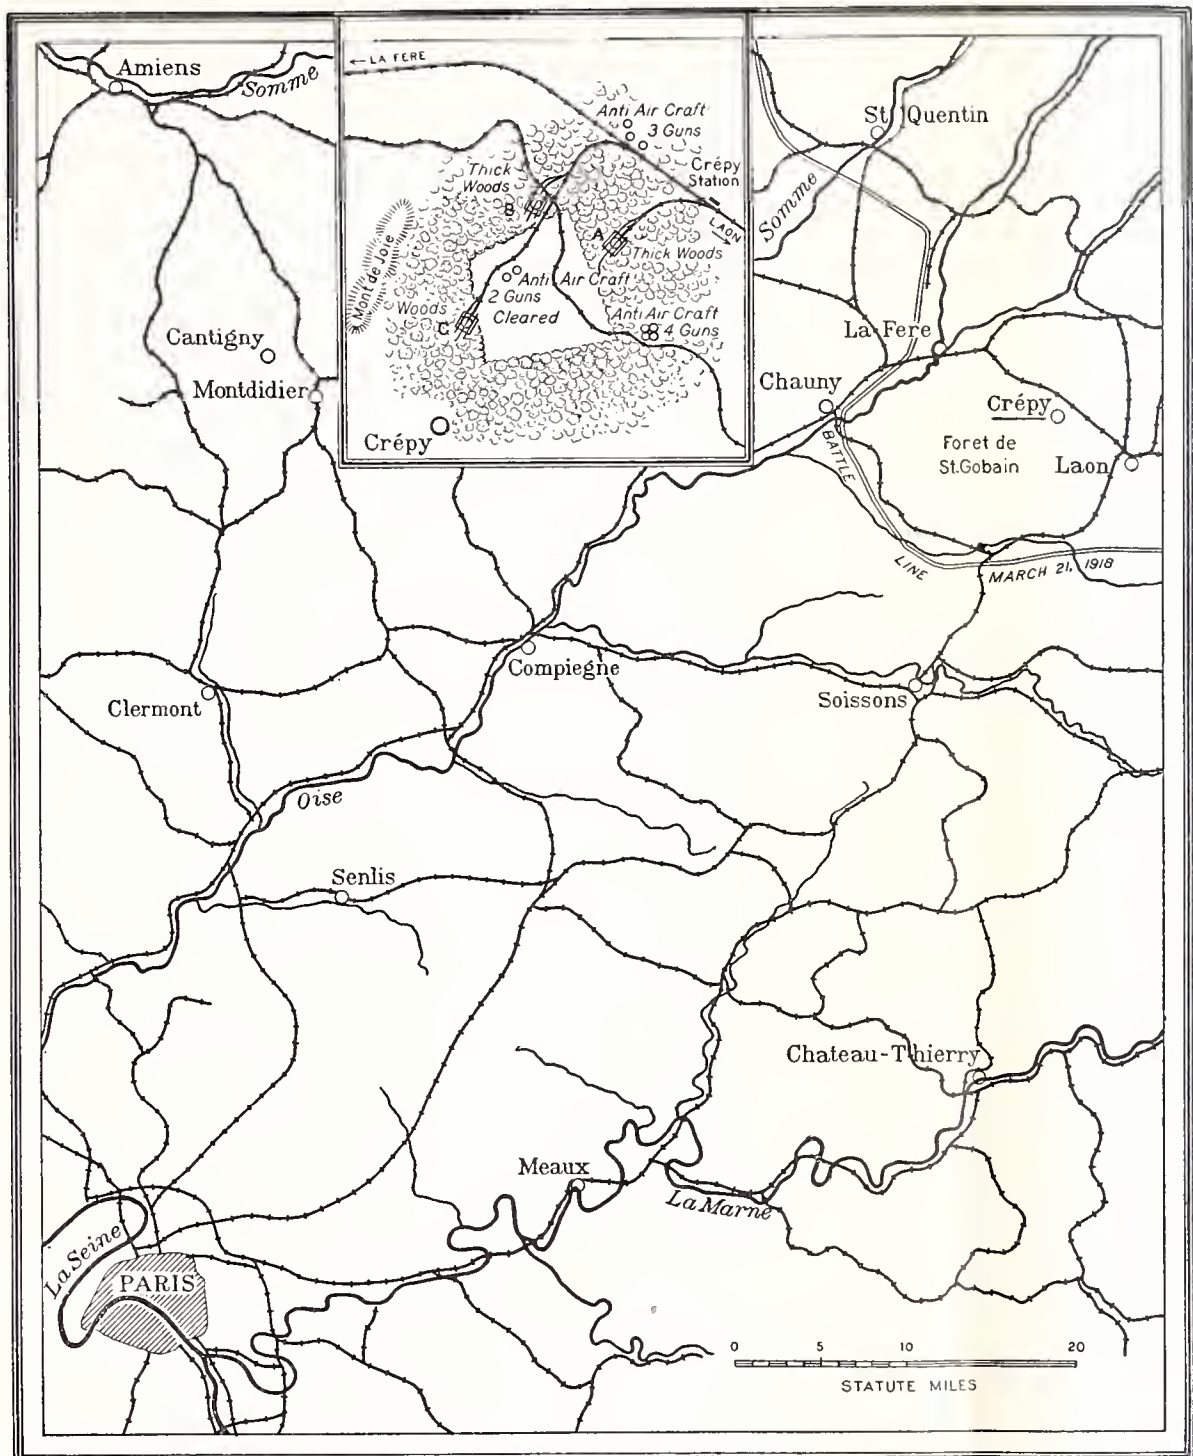 Amiens
Somme
← LA FERE
Anti Air Craft
3 Guns
Thick
Woods
B
Crépy
Station
LAON
A
Thick Woods
Mont de Joie
Anti Air Craft
2 Guns
Cleared
Woods
C
Anti Air Craft
4 Guns
Crépy
St. Quentin
Somme
La Fere
Cantigny
Montdidier
Chauny
Crépy
Foret de
St. Gobain
Laon
BATTLE
LINE
MARCH 21, 1918
Compiegne
Soissons
Clermont
Oise
Senlis
Chateau-Thierry
Meaux
La Marne
La Seine
PARIS
0 5 10 20
STATUTE MILES